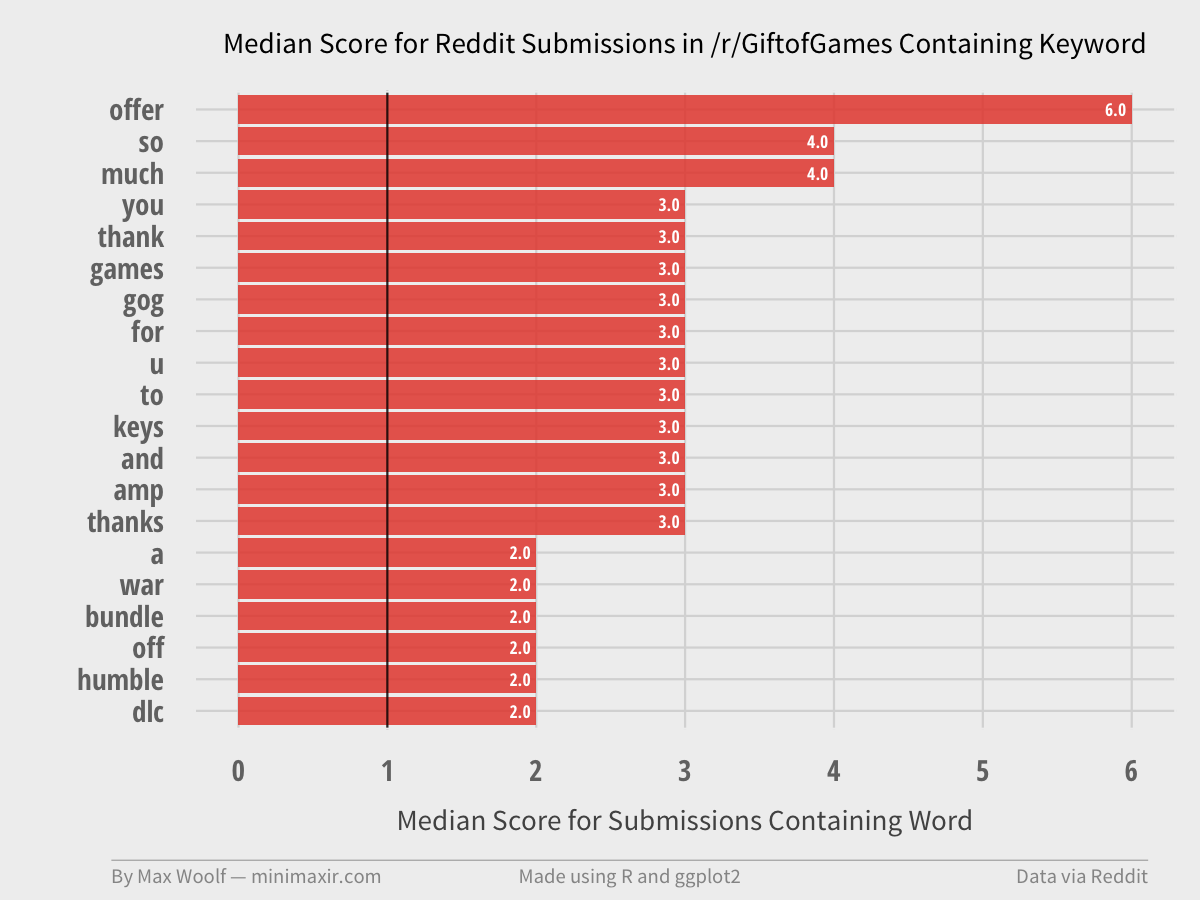 Median Score for Reddit Submissions in /r/GiftofGames Containing Keyword
offer 6.0
so 4.0
much 4.0
you 3.0
thank 3.0
games 3.0
gog 3.0
for 3.0
u 3.0
to 3.0
keys 3.0
and 3.0
amp 3.0
thanks 3.0
a 2.0
war 2.0
bundle 2.0
off 2.0
humble 2.0
dlc 2.0
0 1 2 3 4 5 6
Median Score for Submissions Containing Word
By Max Woolf — minimaxir.com Made using R and ggplot2 Data via Reddit